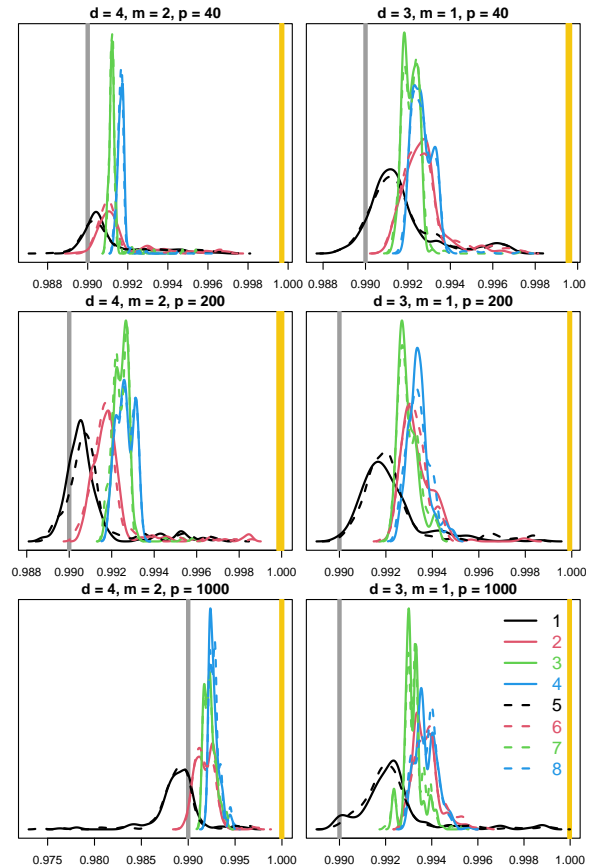 d = 4, m = 2, p = 40
d = 3, m = 1, p = 40
0.988 0.990 0.992 0.994 0.996 0.998 1.000
0.988 0.990 0.992 0.994 0.996 0.998 1.000
d = 4, m = 2, p = 200
d = 3, m = 1, p = 200
0.988 0.990 0.992 0.994 0.996 0.998 1.000
0.990 0.992 0.994 0.996 0.998 1.000
d = 4, m = 2, p = 1000
d = 3, m = 1, p = 1000
1
2
3
4
5
6
7
8
0.975 0.980 0.985 0.990 0.995 1.000
0.990 0.992 0.994 0.996 0.998 1.000